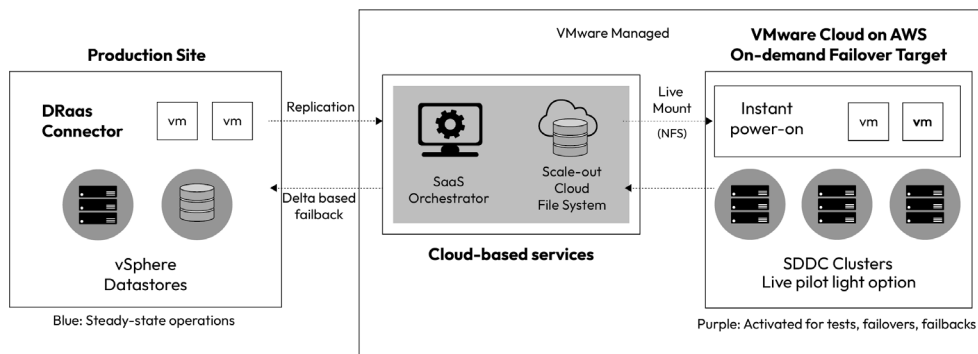 Production Site
DRaas
Connector
vm
vm
vSphere
Datastores
Blue: Steady-state operations
Replication
Delta based
failback
VMware Managed
SaaS
Orchestrator
Scale-out
Cloud
File System
Cloud-based services
Live
Mount
(NFS)
VMware Cloud on AWS
On-demand Failover Target
Instant
power-on
vm
vm
SDDC Clusters
Live pilot light option
Purple: Activated for tests, failovers, failbacks